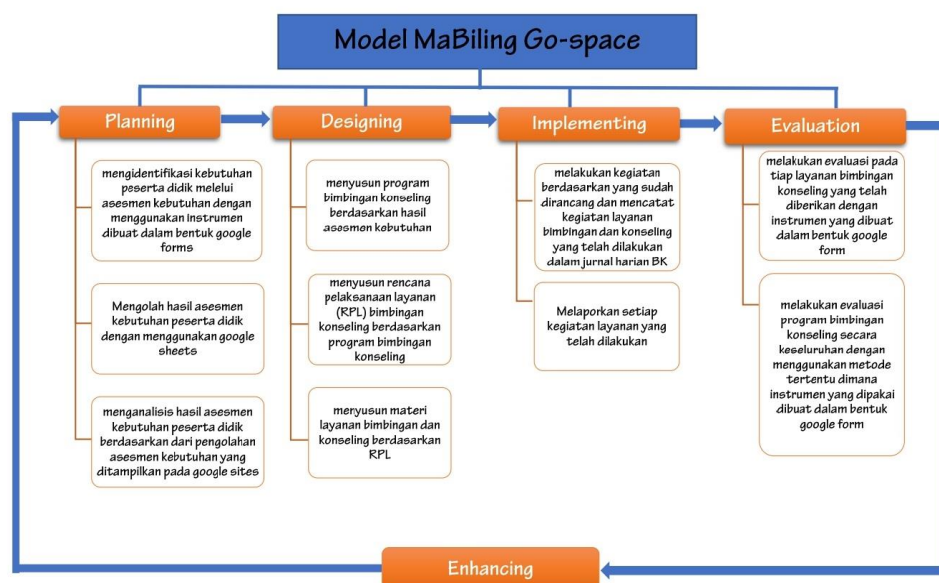 Model MaBiling Go-space
Planning
mengidentifikasi kebutuhan
peserta didik melelui
asesmen kebutuhan dengan
menggunakan instrumen
dibuat dalam bentuk google
forms
Mengolah hasil asesmen
kebutuhan peserta didik
dengan menggunakan google
sheets
menganalisis hasil asesmen
kebutuhan peserta didik
berdasarkan dari pengolahan
asesmen kebutuhan yang
ditampilkan pada google sites
Designing
menyusun program
bimbingan konseling
berdasarkan hasil
asesmen kebutuhan
menyusun rencana
pelaksanaan layanan
(RPL) bimbingan
konseling berdasarkan
program bimbingan
konseling
menyusun materi
layanan bimbingan dan
konseling berdasarkan
RPL
Implementing
melakukan kegiatan
berdasarkan yang sudah
dirancang dan mencatat
kegiatan layanan
bimbingan dan konseling
yang telah dilakukan
dalam jurnal harian BK
Melaporkan setiap
kegiatan layanan yang
telah dilakukan
Evaluation
melakukan evaluasi pada
tiap layanan bimbingan
konseling yang telah
diberikan dengan
instrumen yang dibuat
dalam bentuk google
form
melakukan evaluasi
program bimbingan
konseling secara
keseluruhan dengan
menggunakan metode
tertentu dimana
instrumen yang dipakai
dibuat dalam bentuk
google form
Enhancing